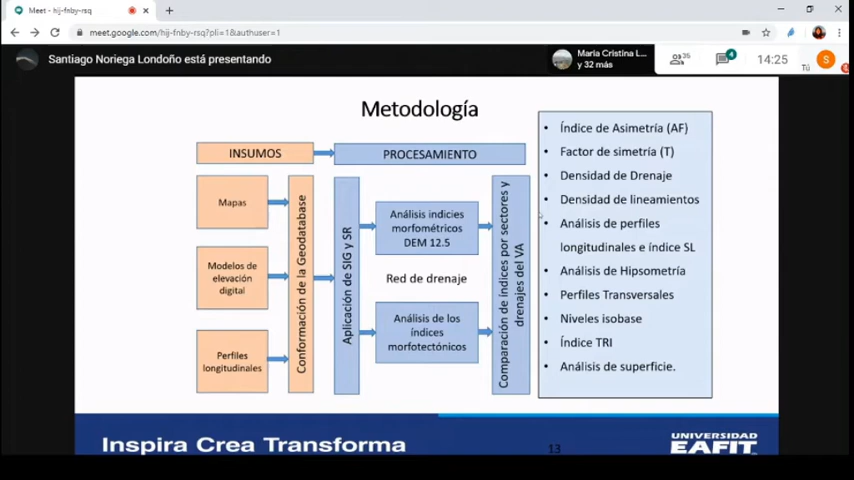 Meet - hij-fnby-rsq
meet.google.com/hij-fnby-rsq?pli=1&authuser=1
Santiago Noriega Londoño está presentando
Maria Cristina L...
y 32 más
35
4
14:25
Tú
S
Metodología
INSUMOS
PROCESAMIENTO
Mapas
Modelos de
elevación
digital
Perfiles
longitudinales
Conformación de la Geodatabase
Aplicación de SIG y SR
Análisis indicies
morfométricos
DEM 12.5
Red de drenaje
Análisis de los
índices
morfotectónicos
Comparación de índices por sectores y
drenajes del VA
• Índice de Asimetría (AF)
• Factor de simetría (T)
• Densidad de Drenaje
• Densidad de lineamientos
• Análisis de perfiles
longitudinales e índice SL
• Análisis de Hipsometría
• Perfiles Transversales
• Niveles isobase
• Índice TRI
• Análisis de superficie.
Inspira Crea Transforma
13
UNIVERSIDAD
EAFIT